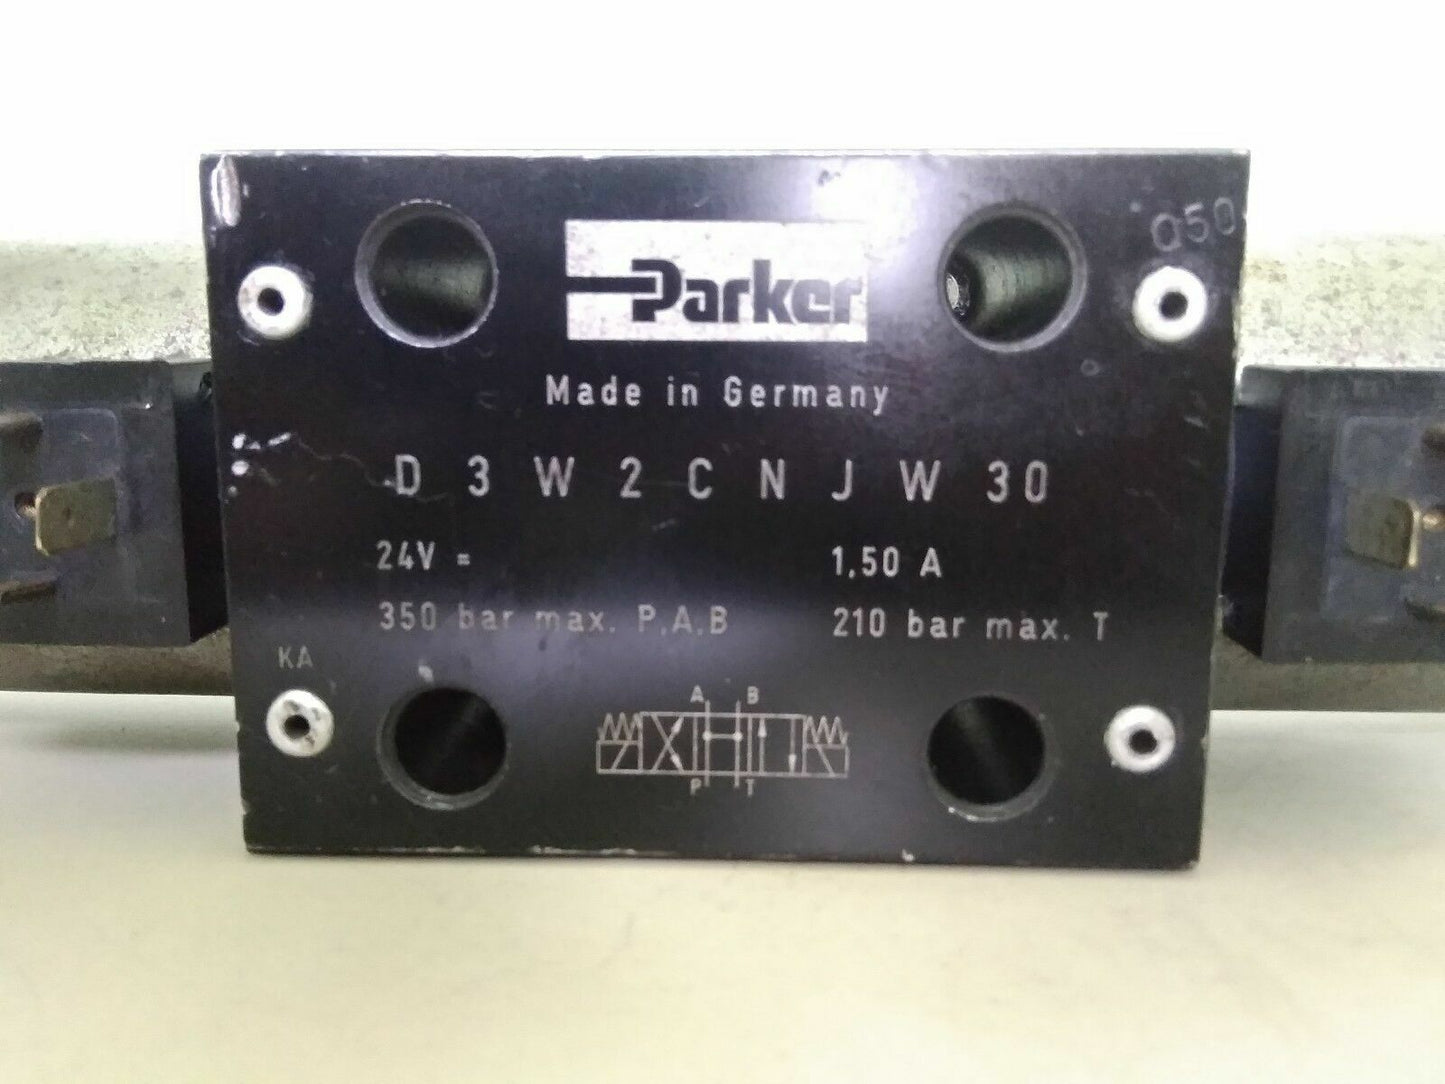 Q50
Parker
Made in Germany
D 3 W 2 C N J W 30
24V = 1.50 A
350 bar max. P.A.B 210 bar max. T
KA
A B
P T